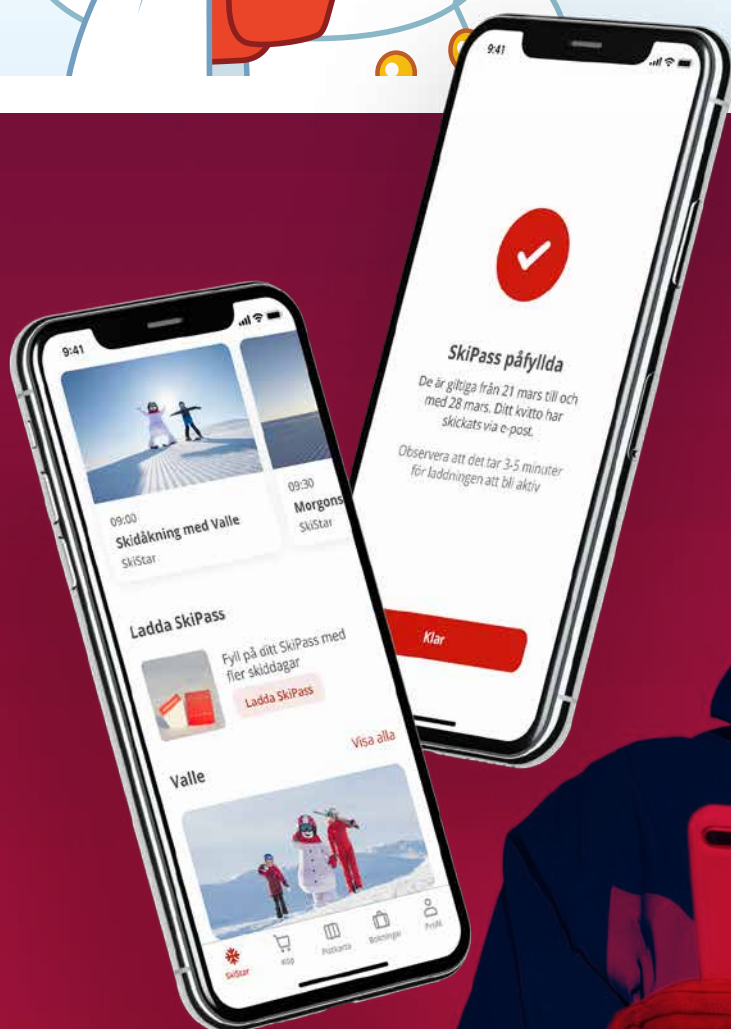 9:41
SkiPass påfyllda
De är giltiga från 21 mars till och
med 28 mars. Ditt kvitto har
skickats via e-post.
Observera att det tar 3-5 minuter
för laddningen att bli aktiv
Klar
9:41
09:00
Skidåkning med Valle
SkiStar
09:30
Morgons
SkiStar
Ladda SkiPass
Fyll på ditt SkiPass med
fler skiddagar
Ladda SkiPass
Valle
Visa alla
SkiStar
Köp
Pistkarta
Bokningar
Profil